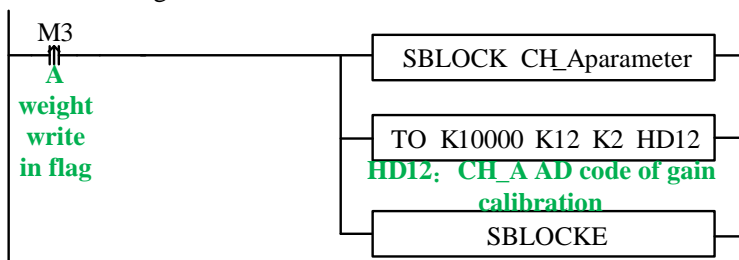 M3
A
weight
write
in flag
SBLOCK CH_Aparameter
TO K10000 K12 K2 HD12
HD12：CH_A AD code of gain
calibration
SBLOCKE